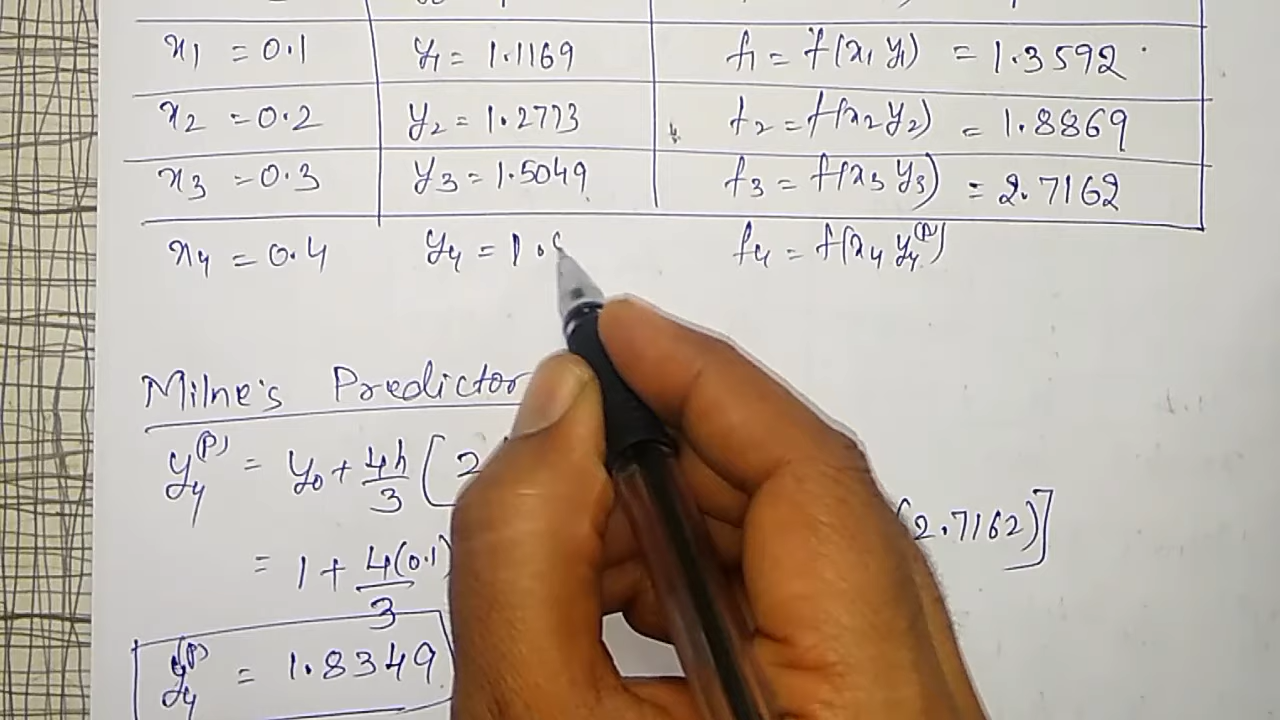 x₁ = 0.1 y₁ = 1.1169 f₁ = f(x₁ y₁) = 1.3592
x₂ = 0.2 y₂ = 1.2773 f₂ = f(x₂ y₂) = 1.8869
x₃ = 0.3 y₃ = 1.5049 f₃ = f(x₃ y₃) = 2.7162
x₄ = 0.4 y₄ = 1. f₄ = f(x₄ y₄⁽ᴾ⁾)
Milne's Predictor
y₄⁽ᴾ⁾ = y₀ + 4h/3 [2
= 1 + 4(0.1)/3 (2.7162)]
y₄⁽ᴾ⁾ = 1.8349